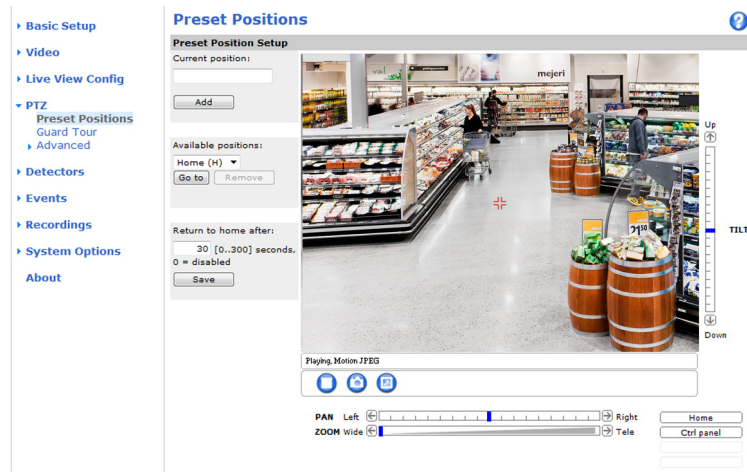 Basic Setup
Video
Live View Config
PTZ
Preset Positions
Guard Tour
Advanced
Detectors
Events
Recordings
System Options
About
Preset Positions
?
Preset Position Setup
Current position:
Add
Available positions:
Home (H)
Go to Remove
Return to home after:
30 [0..300] seconds,
0 = disabled
Save
mejeri
21 50
Up
TILT
Down
Playing, Motion JPEG
PAN Left Right
ZOOM Wide Tele
Home
Ctrl panel